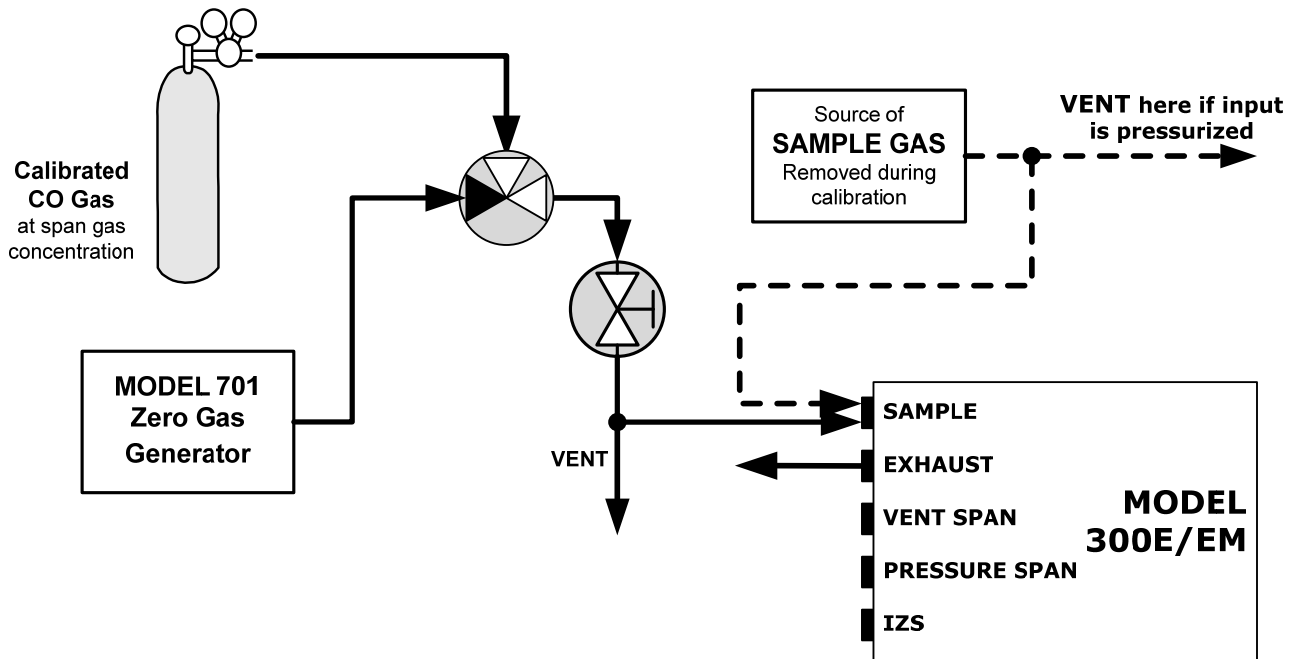 Calibrated
CO Gas
at span gas
concentration
MODEL 701
Zero Gas
Generator
VENT
Source of
SAMPLE GAS
Removed during
calibration
VENT here if input
is pressurized
SAMPLE
EXHAUST
VENT SPAN
PRESSURE SPAN
IZS
MODEL
300E/EM